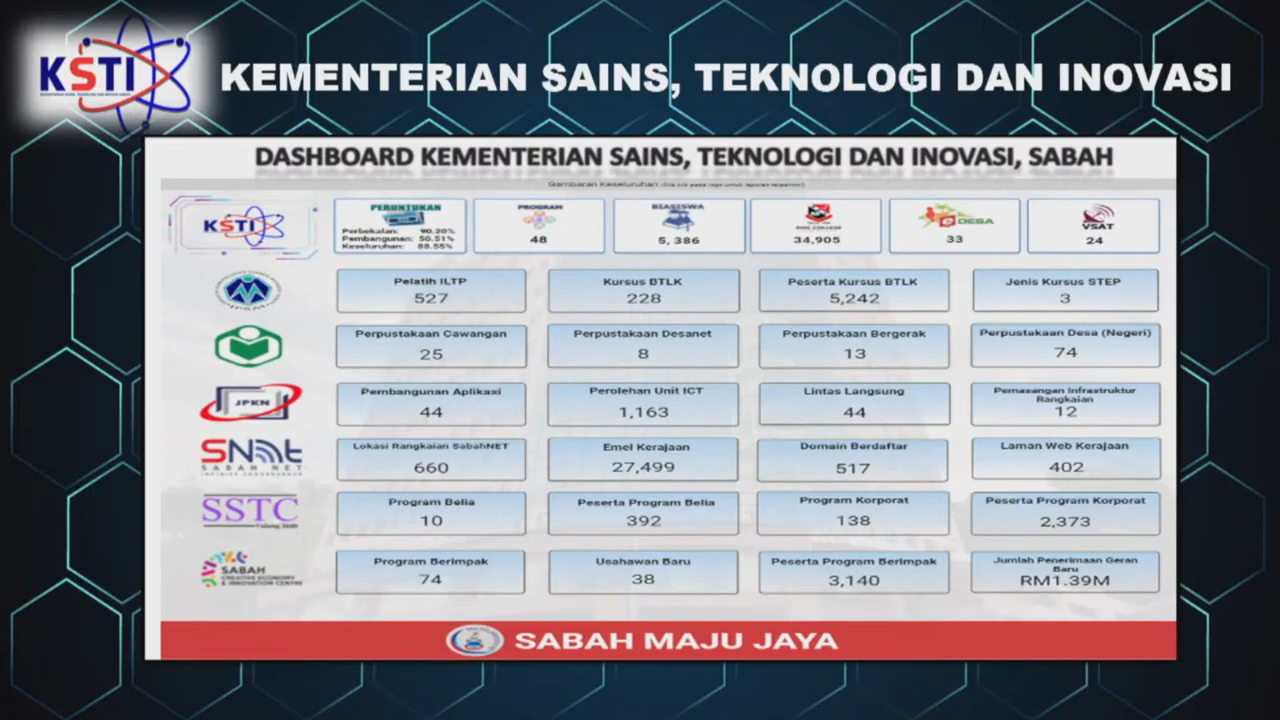 KSTI
KEMENTERIAN SAINS, TEKNOLOGI DAN INOVASI
DASHBOARD KEMENTERIAN SAINS, TEKNOLOGI DAN INOVASI, SABAH
Gambaran Keseluruhan
KSTI
PERUNTUKAN
Perbekalan: 90.20%
Pembangunan: 50.51%
Keseluruhan: 88.55%
PROGRAM
48
BIASISWA
5, 386
COLLEGE
34,905
DESA
33
VSAT
24
Pelatih ILTP
527
Kursus BTLK
228
Peserta Kursus BTLK
5,242
Jenis Kursus STEP
3
Perpustakaan Cawangan
25
Perpustakaan Desanet
8
Perpustakaan Bergerak
13
Perpustakaan Desa (Negeri)
74
JPKN
Pembangunan Aplikasi
44
Perolehan Unit ICT
1,163
Lintas Langsung
44
Pemasangan Infrastruktur
Rangkaian
12
SNet
SABAH NET
Lokasi Rangkaian SabahNET
660
Emel Kerajaan
27,499
Domain Berdaftar
517
Laman Web Kerajaan
402
SSTC
Program Belia
10
Peserta Program Belia
392
Program Korporat
138
Peserta Program Korporat
2,373
SABAH
CREATIVE ECONOMY
& INNOVATION CENTRE
Program Berimpak
74
Usahawan Baru
38
Peserta Program Berimpak
3,140
Jumlah Penerimaan Geran
Baru
RM1.39M
SABAH MAJU JAYA